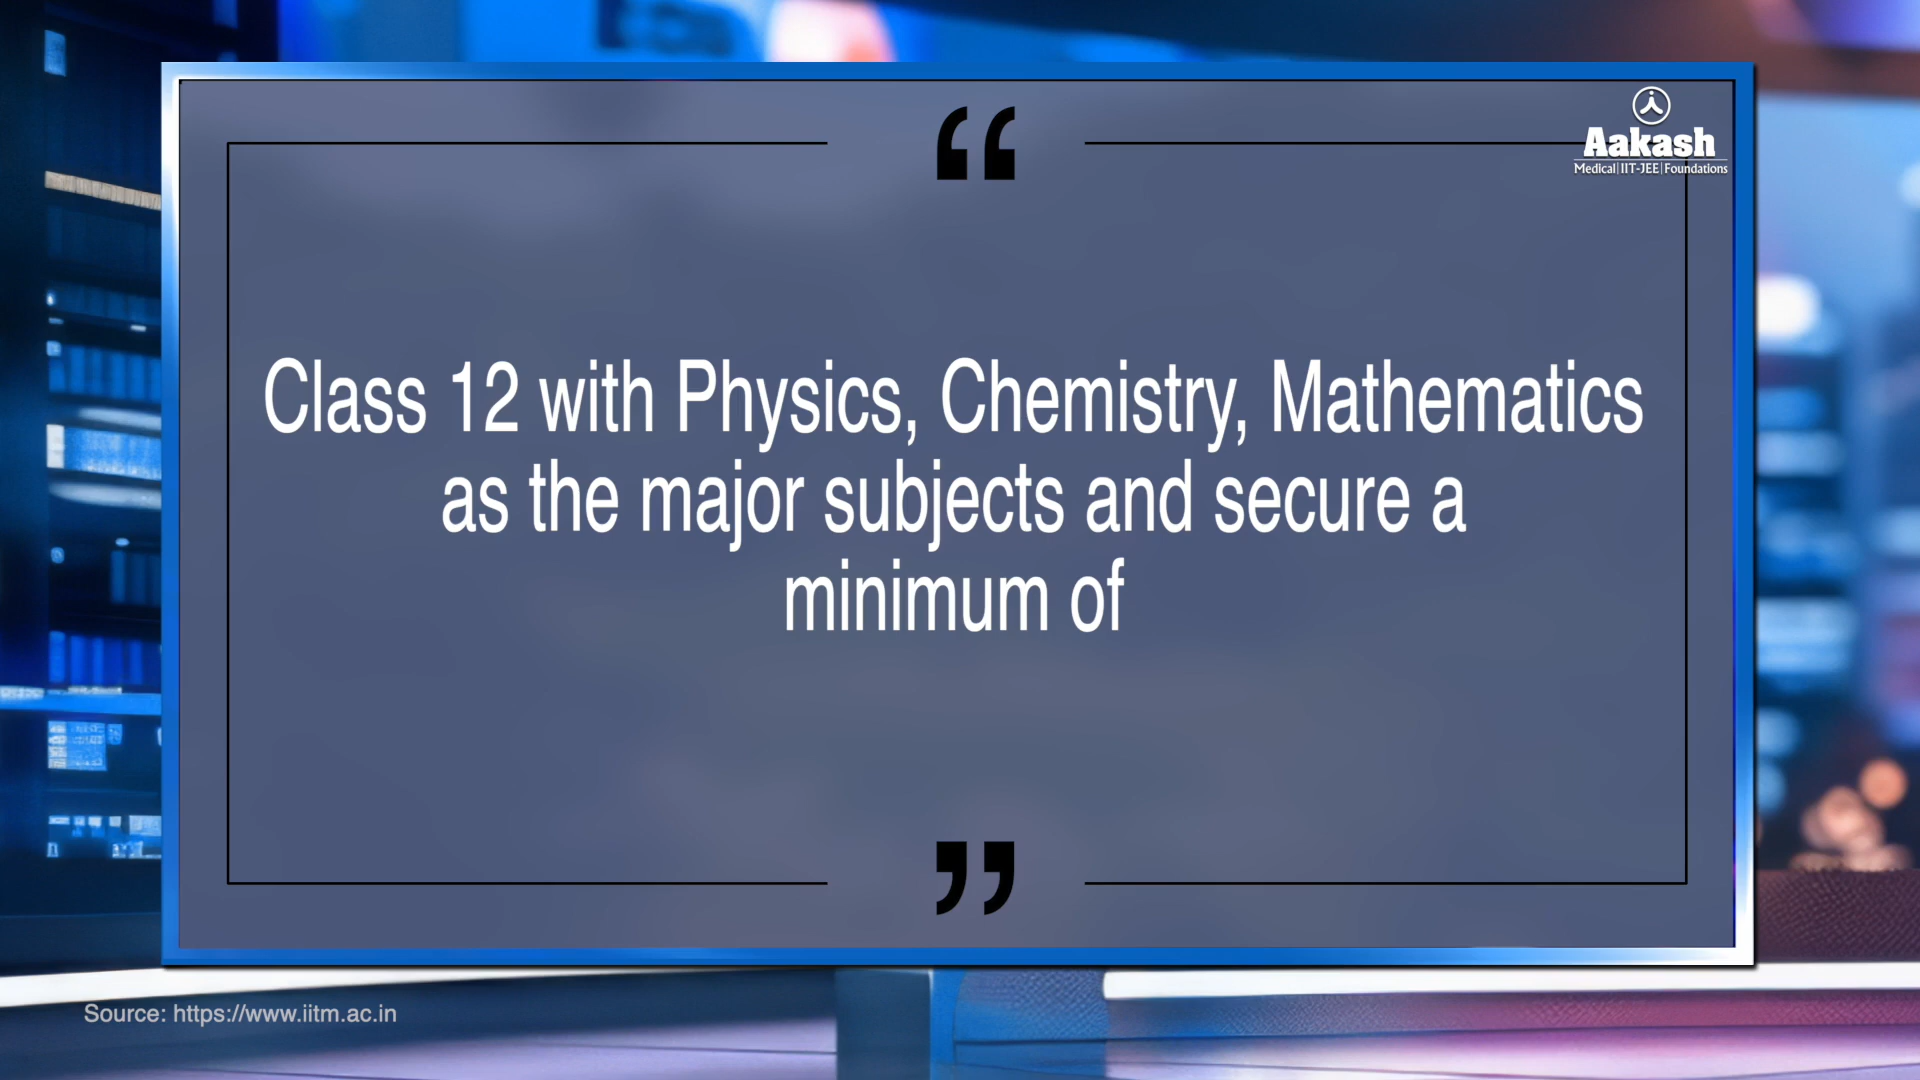 “
Aakash
Medical|IIT-JEE|Foundations
Class 12 with Physics, Chemistry, Mathematics
as the major subjects and secure a
minimum of
”
Source: https://www.iitm.ac.in